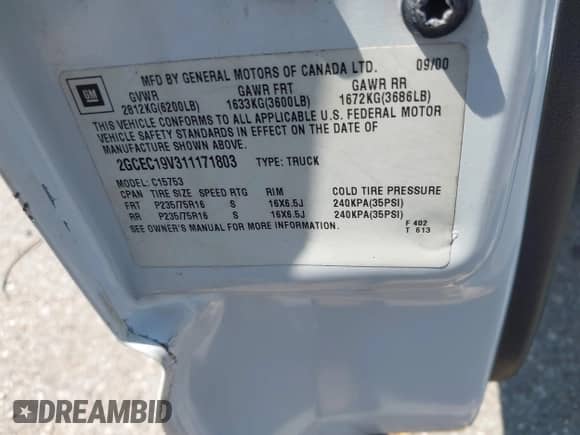 MFD BY GENERAL MOTORS OF CANADA LTD. 09/00
GM
GVWR GAWR FRT GAWR RR
2812KG(6200LB) 1633KG(3600LB) 1672KG(3686LB)
THIS VEHICLE CONFORMS TO ALL APPLICABLE U.S. FEDERAL MOTOR
VEHICLE SAFETY STANDARDS IN EFFECT ON THE DATE OF
MANUFACTURE SHOWN ABOVE.
2GCEC19V311171803 TYPE: TRUCK
MODEL: C15753
CPAN TIRE SIZE SPEED RTG RIM COLD TIRE PRESSURE
FRT P235/75R16 S 16X6.5J 240KPA(35PSI)
RR P235/75R16 S 16X6.5J 240KPA(35PSI)
SEE OWNER'S MANUAL FOR MORE INFORMATION.
F 402
T 613
DREAMBID